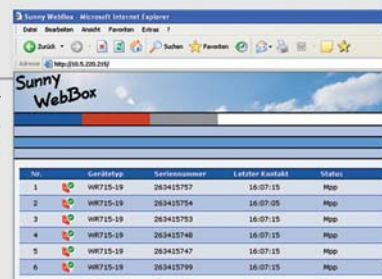 Sunny WebBox - Microsoft Internet Explorer
Datei Bearbeiten Ansicht Favoriten Extras ?
Zurück Suchen Favoriten
Adresse http://10.5.220.215/
Sunny
WebBox
Nr. Gerätetyp Seriennummer Letzter Kontakt Status
1 WR715-19 263415757 16:07:15 Mpp
2 WR715-19 263415754 16:07:05 Mpp
3 WR715-19 263415753 16:07:15 Mpp
4 WR715-19 263415748 16:07:15 Mpp
5 WR715-19 263415747 16:07:15 Mpp
6 WR715-19 263415799 16:07:15 Mpp